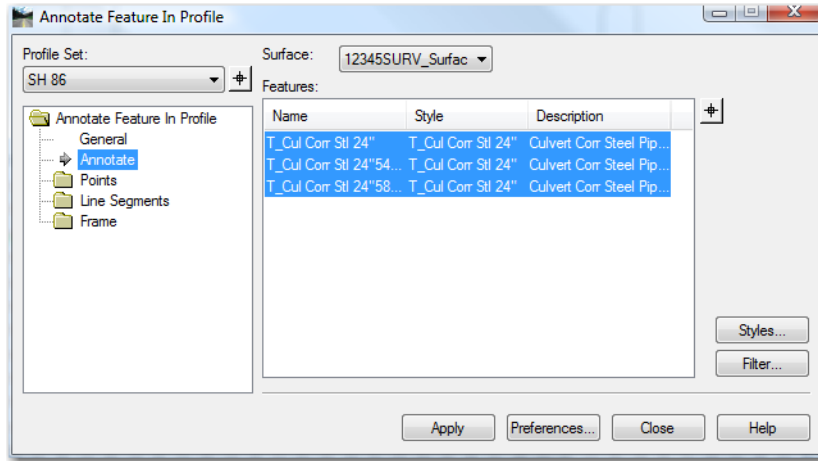 Annotate Feature In Profile
Profile Set:
SH 86
Surface:
12345SURV_Surfac
Features:
Annotate Feature In Profile
General
Annotate
Points
Line Segments
Frame
Name Style Description
T_Cul Corr Stl 24" T_Cul Corr Stl 24" Culvert Corr Steel Pip...
T_Cul Corr Stl 24"54... T_Cul Corr Stl 24" Culvert Corr Steel Pip...
T_Cul Corr Stl 24"58... T_Cul Corr Stl 24" Culvert Corr Steel Pip...
Styles...
Filter...
Apply Preferences... Close Help